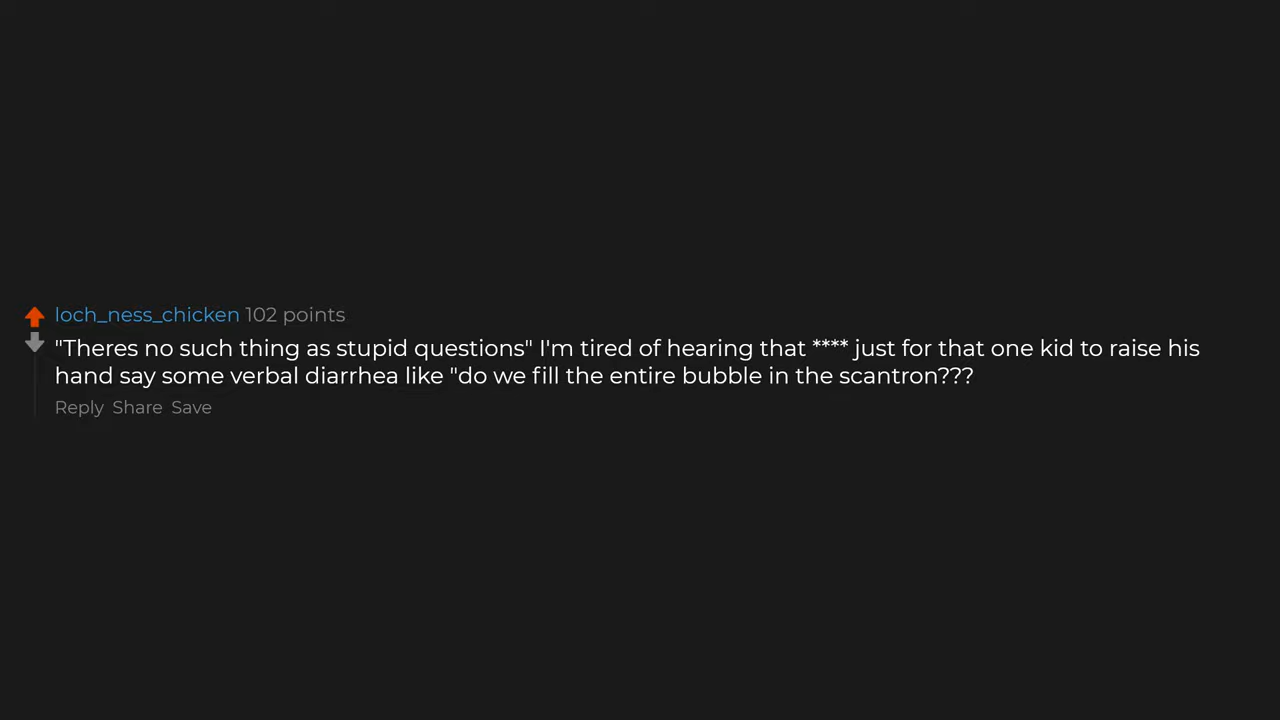 loch_ness_chicken 102 points
"Theres no such thing as stupid questions" I'm tired of hearing that **** just for that one kid to raise his
hand say some verbal diarrhea like "do we fill the entire bubble in the scantron???
Reply Share Save